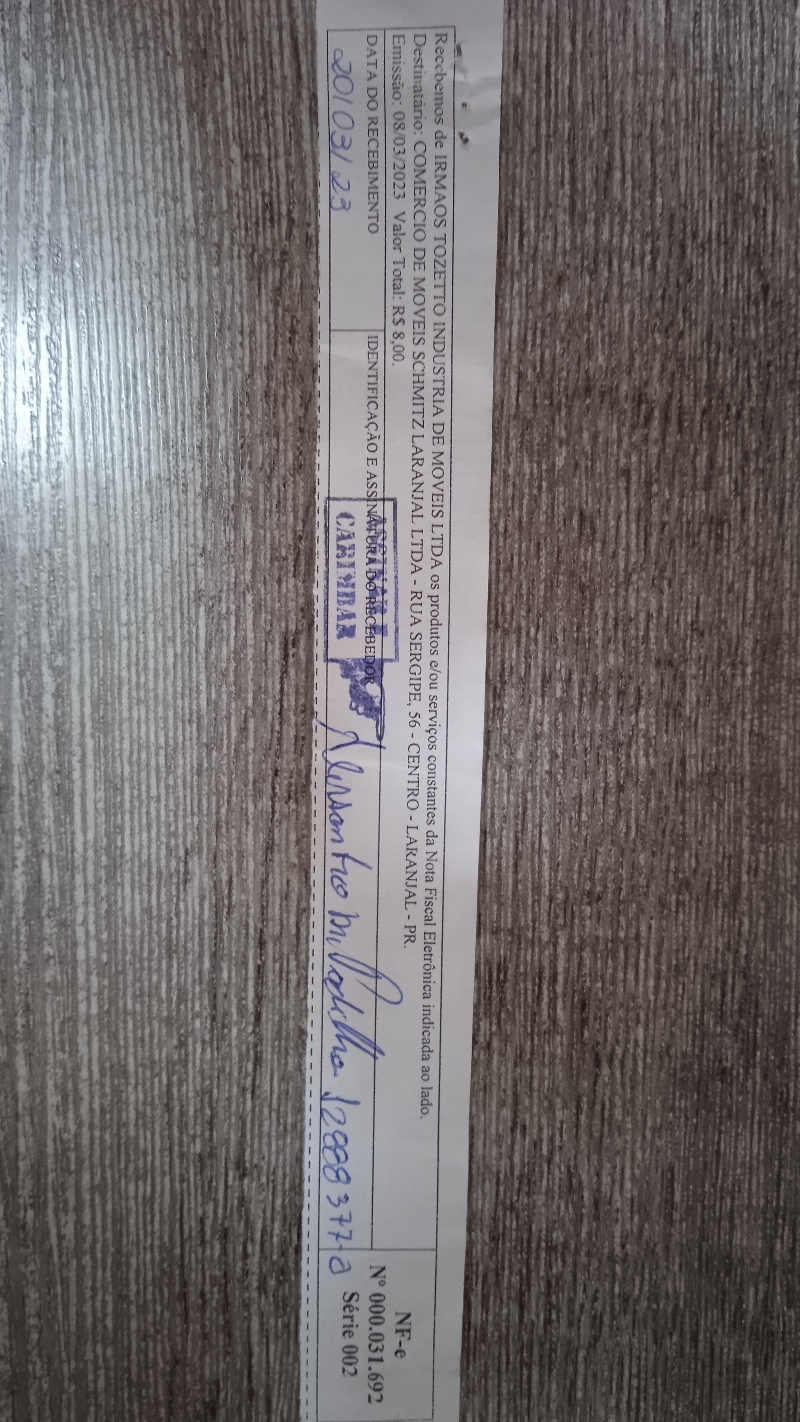 Recebemos de IRMAOS TOZETTO INDUSTRIA DE MOVEIS LTDA os produtos e/ou serviços constantes da Nota Fiscal Eletrônica indicada ao lado.
Destinatário: COMERCIO DE MOVEIS SCHMITZ LARANJAL LTDA - RUA SERGIPE, 56 - CENTRO - LARANJAL - PR.
Emissão: 08/03/2023 Valor Total: R$ 8,00.
DATA DO RECEBIMENTO
20/03/23
IDENTIFICAÇÃO E ASSINATURA DO RECEBEDOR
CARIMBAR
Padilha
NF-e
Nº 000.031.692
Série 002